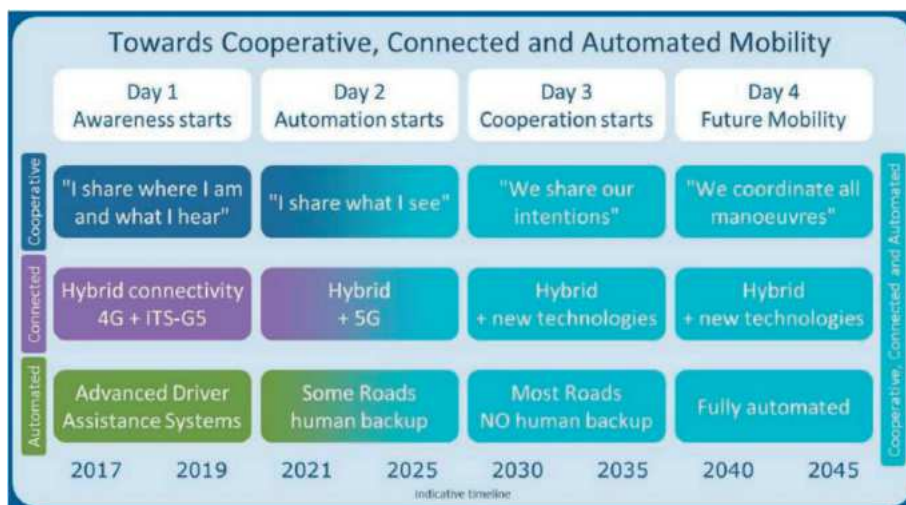 Towards Cooperative, Connected and Automated Mobility
Day 1
Awareness starts
Day 2
Automation starts
Day 3
Cooperation starts
Day 4
Future Mobility
Cooperative
"I share where I am
and what I hear"
"I share what I see"
"We share our
intentions"
"We coordinate all
manoeuvres"
Connected
Hybrid connectivity
4G + ITS-G5
Hybrid
+ 5G
Hybrid
+ new technologies
Hybrid
+ new technologies
Automated
Advanced Driver
Assistance Systems
Some Roads
human backup
Most Roads
NO human backup
Fully automated
Cooperative, Connected and Automated
2017 2019 2021 2025 2030 2035 2040 2045
Indicative timeline